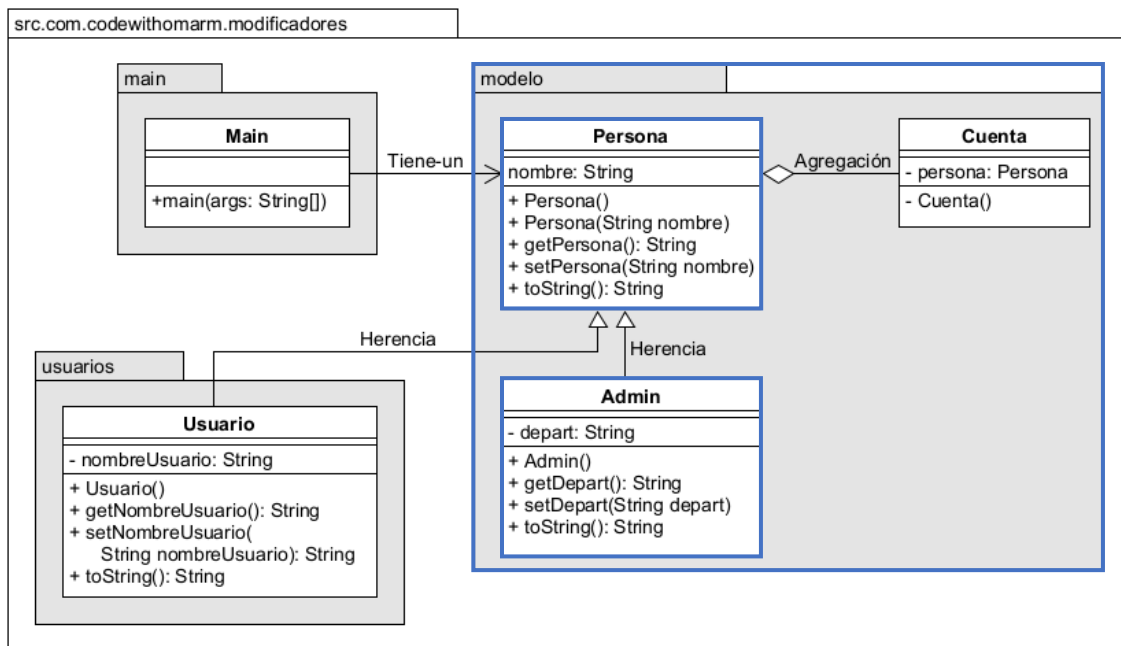 src.com.codewithomarm.modificadores
main
Main
+main(args: String[])
Tiene-un
modelo
Persona
nombre: String
+ Persona()
+ Persona(String nombre)
+ getPersona(): String
+ setPersona(String nombre)
+ toString(): String
Agregación
Cuenta
- persona: Persona
- Cuenta()
Herencia
Herencia
usuarios
Usuario
- nombreUsuario: String
+ Usuario()
+ getNombreUsuario(): String
+ setNombreUsuario(
String nombreUsuario): String
+ toString(): String
Admin
- depart: String
+ Admin()
+ getDepart(): String
+ setDepart(String depart)
+ toString(): String